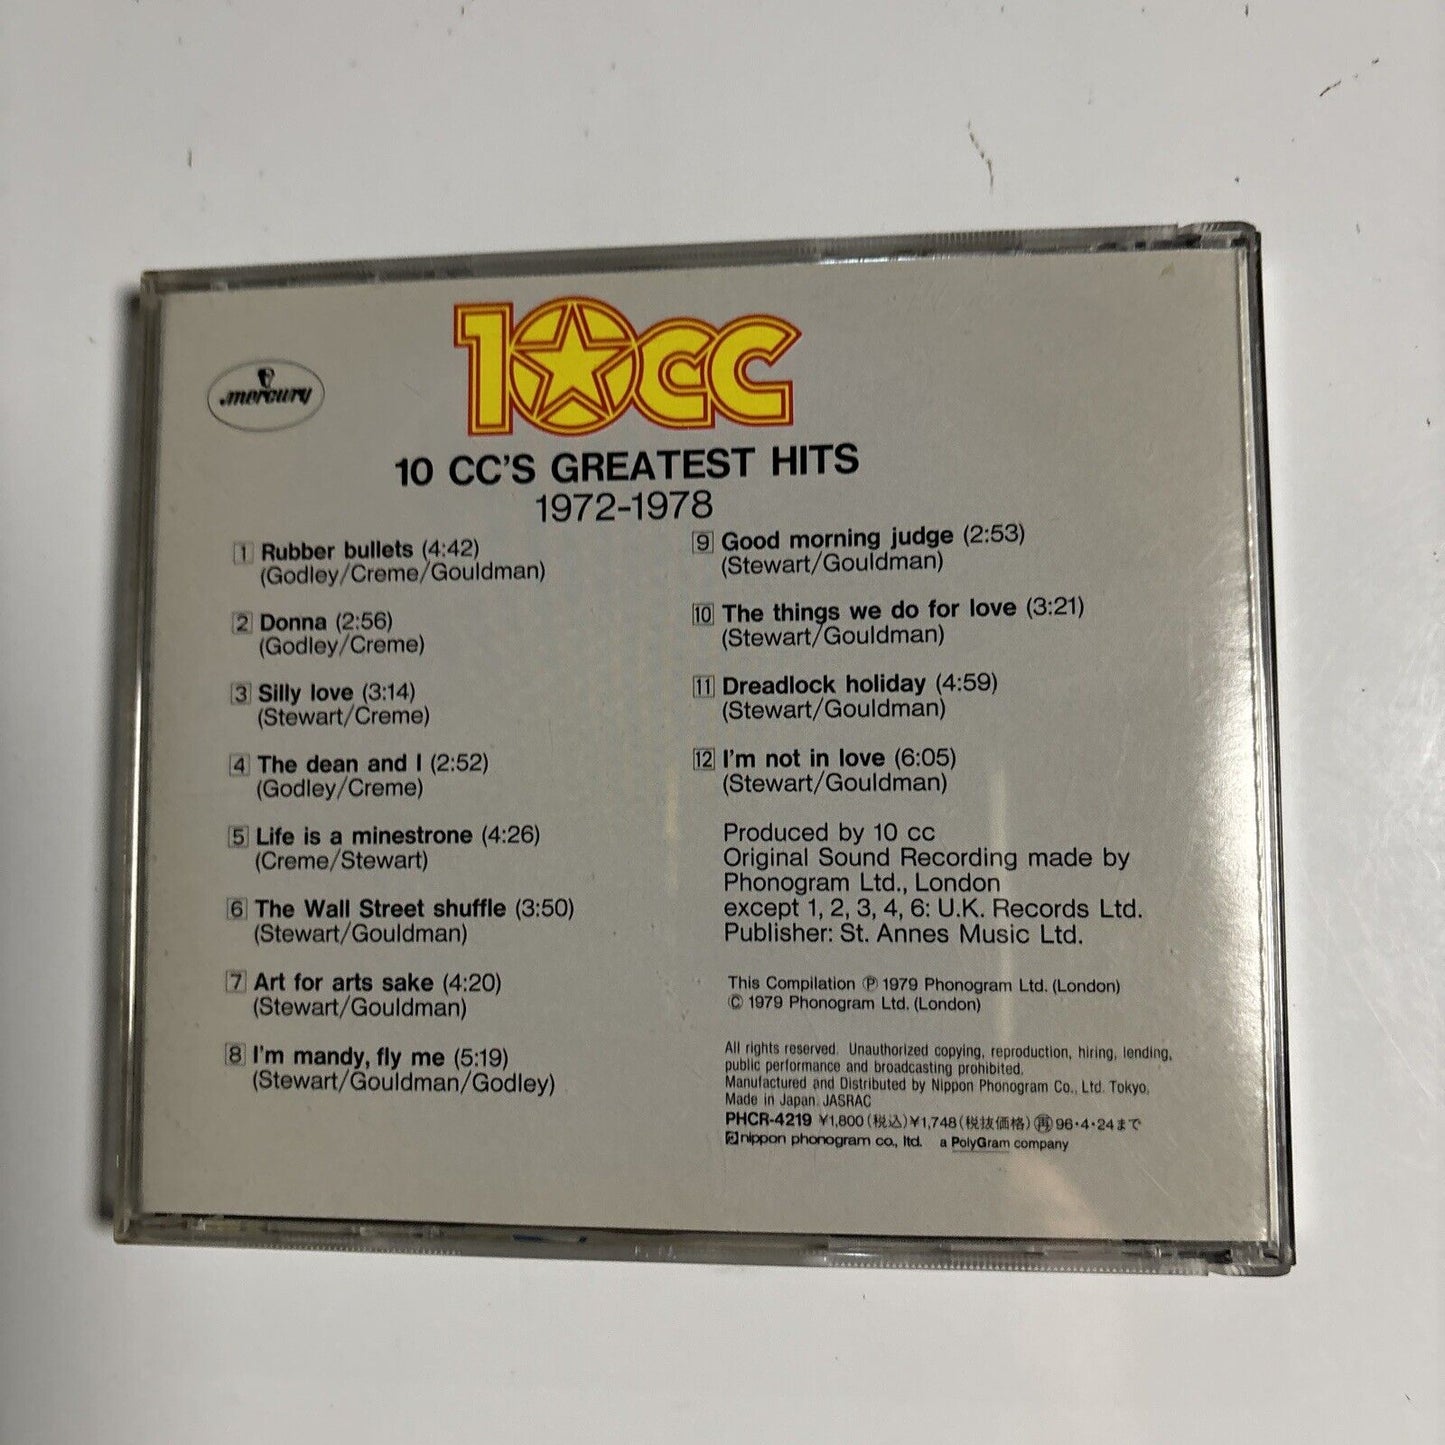 10cc
mercury
10 CC'S GREATEST HITS
1972-1978
1 Rubber bullets (4:42)
(Godley/Creme/Gouldman)
2 Donna (2:56)
(Godley/Creme)
3 Silly love (3:14)
(Stewart/Creme)
4 The dean and I (2:52)
(Godley/Creme)
5 Life is a minestrone (4:26)
(Creme/Stewart)
6 The Wall Street shuffle (3:50)
(Stewart/Gouldman)
7 Art for arts sake (4:20)
(Stewart/Gouldman)
8 I'm mandy, fly me (5:19)
(Stewart/Gouldman/Godley)
9 Good morning judge (2:53)
(Stewart/Gouldman)
10 The things we do for love (3:21)
(Stewart/Gouldman)
11 Dreadlock holiday (4:59)
(Stewart/Gouldman)
12 I'm not in love (6:05)
(Stewart/Gouldman)
Produced by 10 cc
Original Sound Recording made by
Phonogram Ltd., London
except 1, 2, 3, 4, 6: U.K. Records Ltd.
Publisher: St. Annes Music Ltd.
This Compilation ℗ 1979 Phonogram Ltd. (London)
© 1979 Phonogram Ltd. (London)
All rights reserved. Unauthorized copying, reproduction, hiring, lending,
public performance and broadcasting prohibited.
Manufactured and Distributed by Nippon Phonogram Co., Ltd. Tokyo,
Made in Japan. JASRAC
PHCR-4219 ¥1,800(税込)¥1,748(税抜価格)再96・4・24まで
nippon phonogram co., ltd. a PolyGram company